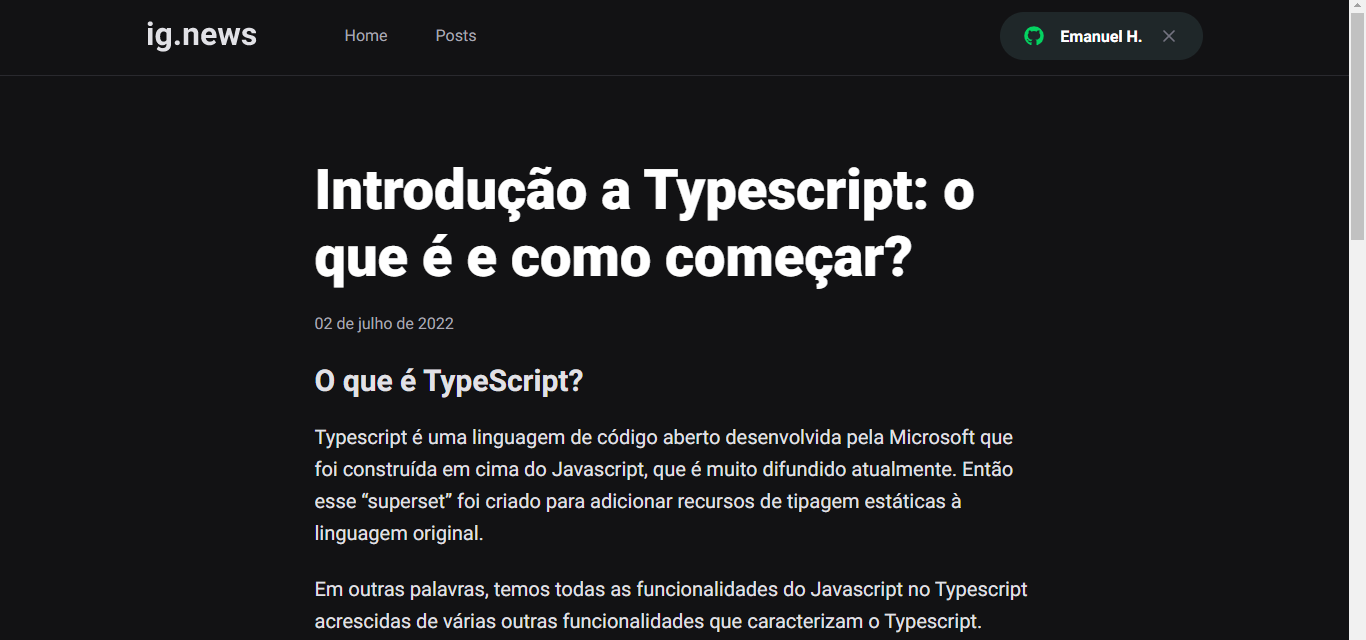 ig.news
Home
Posts
Emanuel H.
Introdução a Typescript: o
que é e como começar?
02 de julho de 2022
O que é TypeScript?
Typescript é uma linguagem de código aberto desenvolvida pela Microsoft que
foi construída em cima do Javascript, que é muito difundido atualmente. Então
esse “superset” foi criado para adicionar recursos de tipagem estáticas à
linguagem original.
Em outras palavras, temos todas as funcionalidades do Javascript no Typescript
acrescidas de várias outras funcionalidades que caracterizam o Typescript.